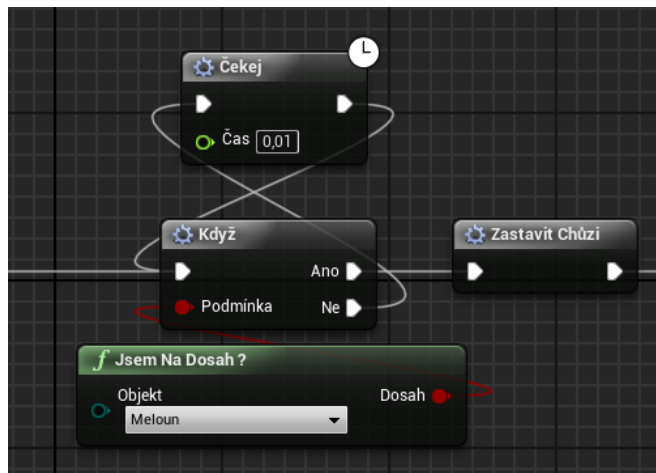 Čekej
Čas 0,01
Když
Ano
Podmínka
Ne
Zastavit Chůzi
f Jsem Na Dosah ?
Objekt
Dosah
Meloun